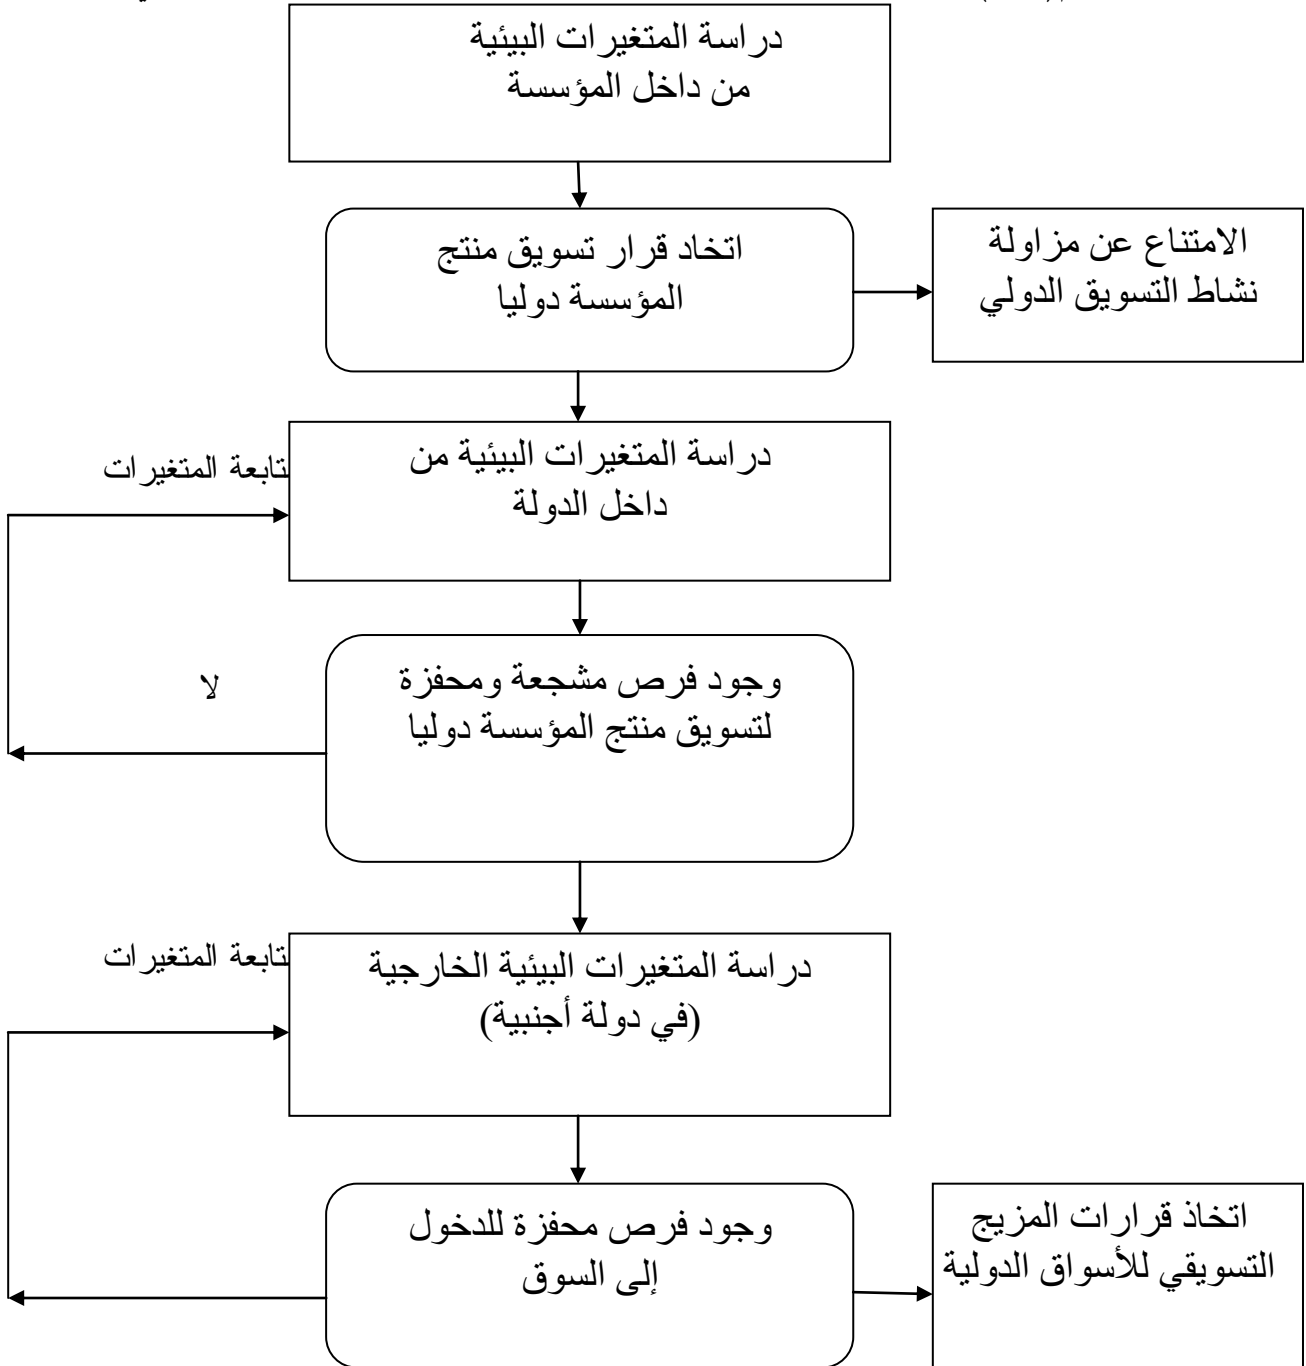 دراسة المتغيرات البيئية
من داخل المؤسسة
اتخاد قرار تسويق منتج
المؤسسة دوليا
الامتناع عن مزاولة
نشاط التسويق الدولي
دراسة المتغيرات البيئية من
داخل الدولة
تابعة المتغيرات
وجود فرص مشجعة ومحفزة
لتسويق منتج المؤسسة دوليا
لا
دراسة المتغيرات البيئية الخارجية
(في دولة أجنبية)
تابعة المتغيرات
وجود فرص محفزة للدخول
إلى السوق
اتخاذ قرارات المزيج
التسويقي للأسواق الدولية